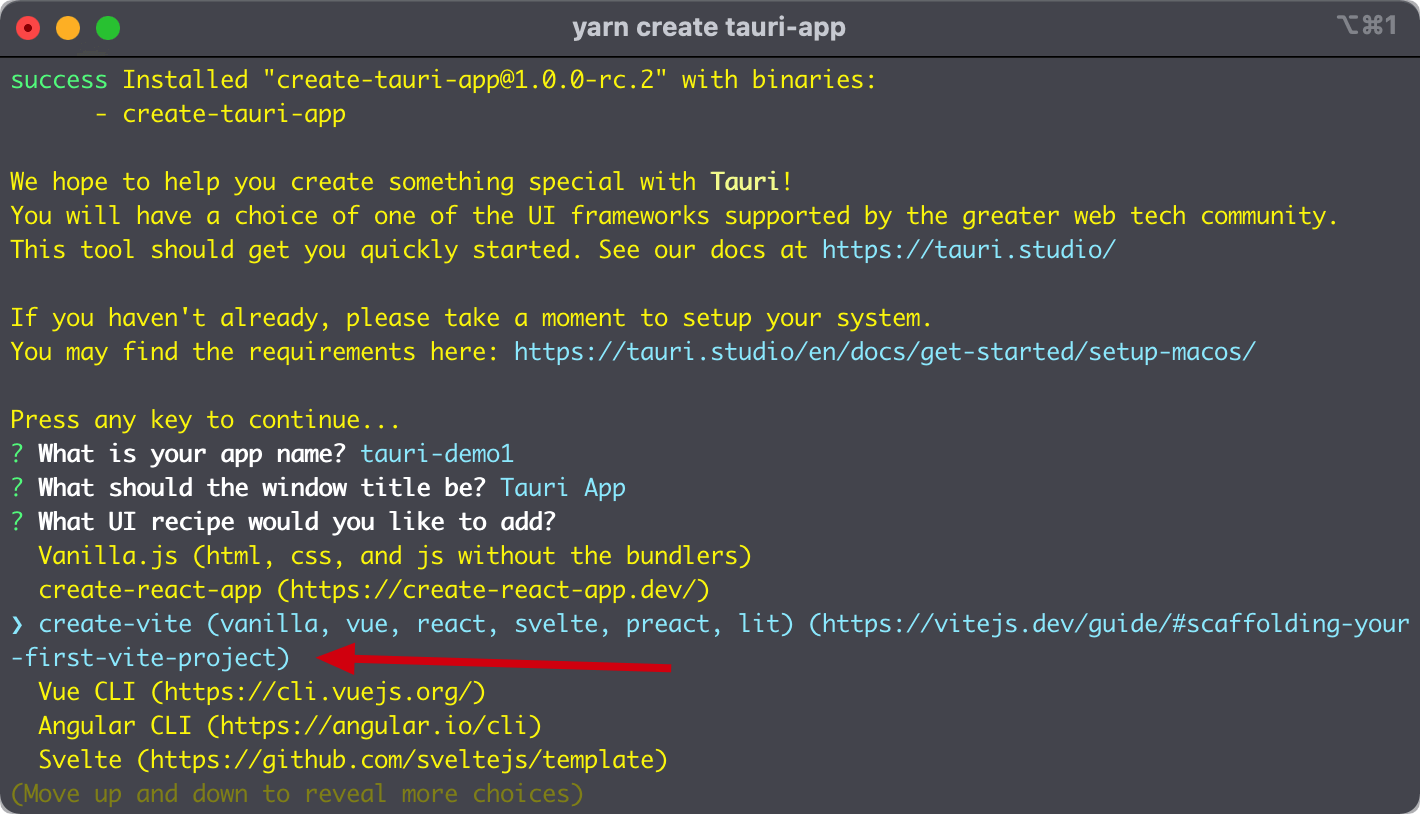 yarn create tauri-app
⌥⌘1
success Installed "create-tauri-app@1.0.0-rc.2" with binaries:
- create-tauri-app
We hope to help you create something special with Tauri!
You will have a choice of one of the UI frameworks supported by the greater web tech community.
This tool should get you quickly started. See our docs at https://tauri.studio/
If you haven't already, please take a moment to setup your system.
You may find the requirements here: https://tauri.studio/en/docs/get-started/setup-macos/
Press any key to continue...
? What is your app name? tauri-demo1
? What should the window title be? Tauri App
? What UI recipe would you like to add?
Vanilla.js (html, css, and js without the bundlers)
create-react-app (https://create-react-app.dev/)
❯ create-vite (vanilla, vue, react, svelte, preact, lit) (https://vitejs.dev/guide/#scaffolding-your
-first-vite-project)
Vue CLI (https://cli.vuejs.org/)
Angular CLI (https://angular.io/cli)
Svelte (https://github.com/sveltejs/template)
(Move up and down to reveal more choices)